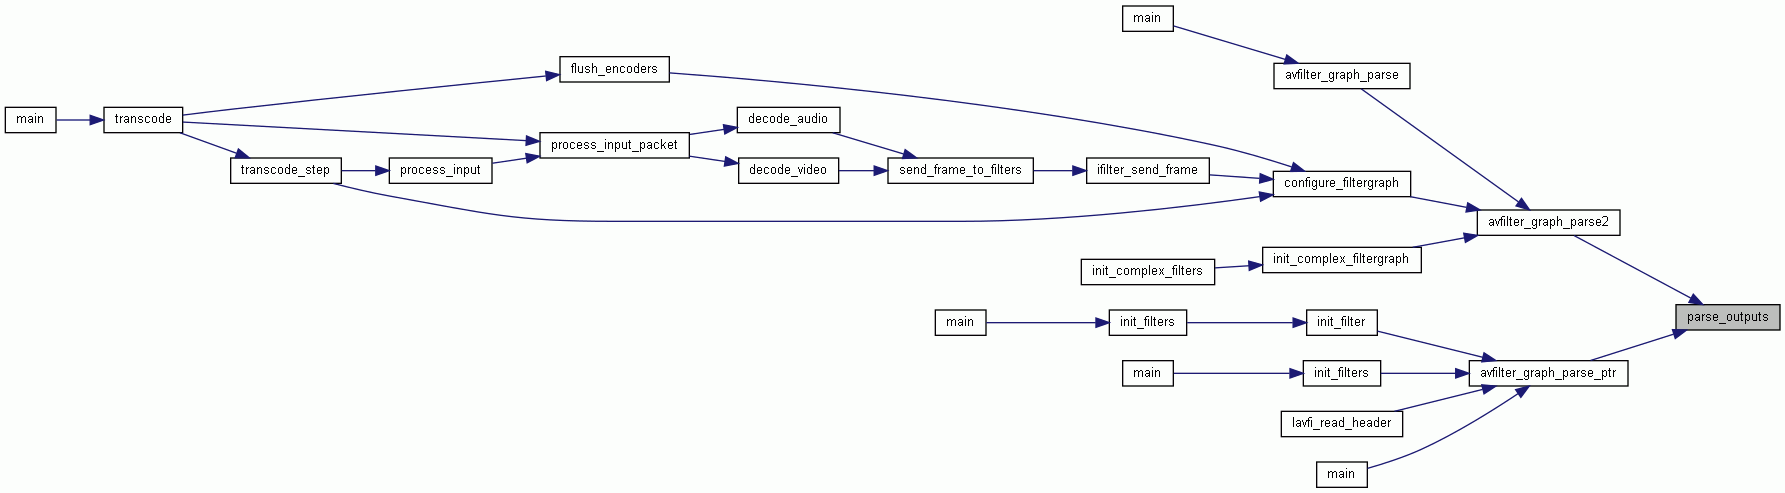 main
avfilter_graph_parse
flush_encoders
main
transcode
decode_audio
process_input_packet
transcode_step
process_input
decode_video
send_frame_to_filters
ifilter_send_frame
configure_filtergraph
avfilter_graph_parse2
init_complex_filtergraph
init_complex_filters
parse_outputs
main
init_filters
init_filter
main
init_filters
avfilter_graph_parse_ptr
lavfi_read_header
main